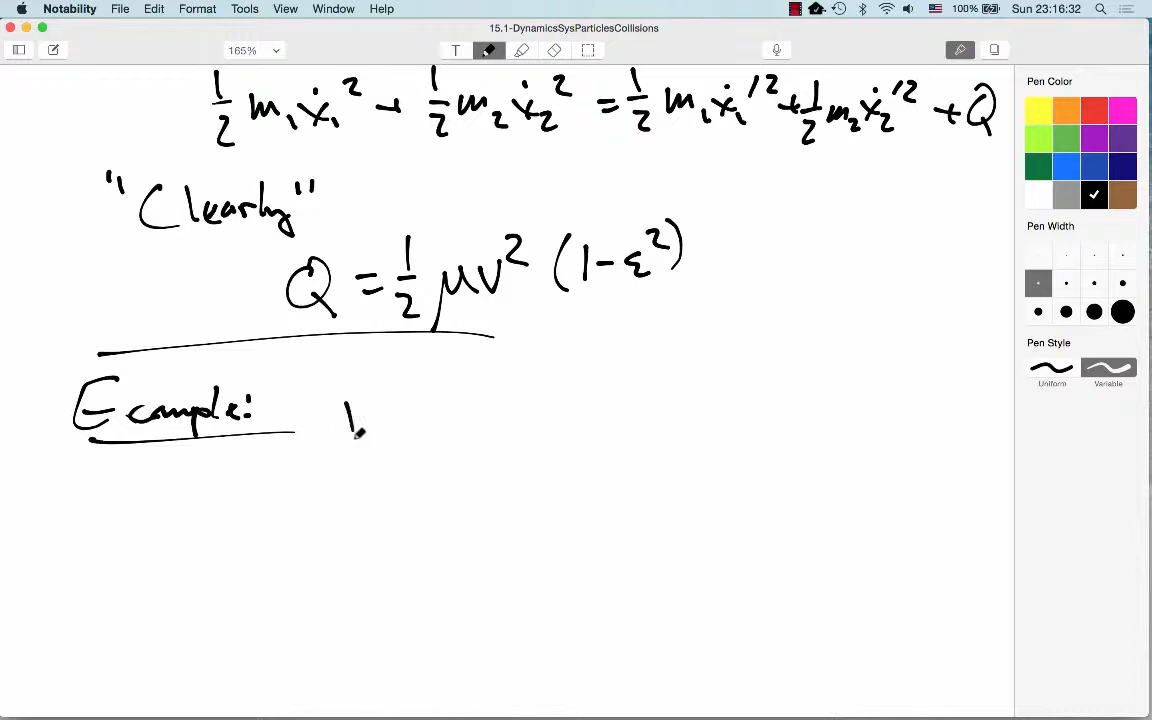 Notability File Edit Format Tools View Window Help 100% Sun 23:16:32
15.1-DynamicsSysParticlesCollisions
165% T
Pen Color
Pen Width
Pen Style
Uniform Variable
1/2 m₁ẋ₁² + 1/2 m₂ẋ₂² = 1/2 m₁ẋ₁'² + 1/2 m₂ẋ₂'² + Q
"Clearly"
Q = 1/2 μv² (1-ε²)
Example: